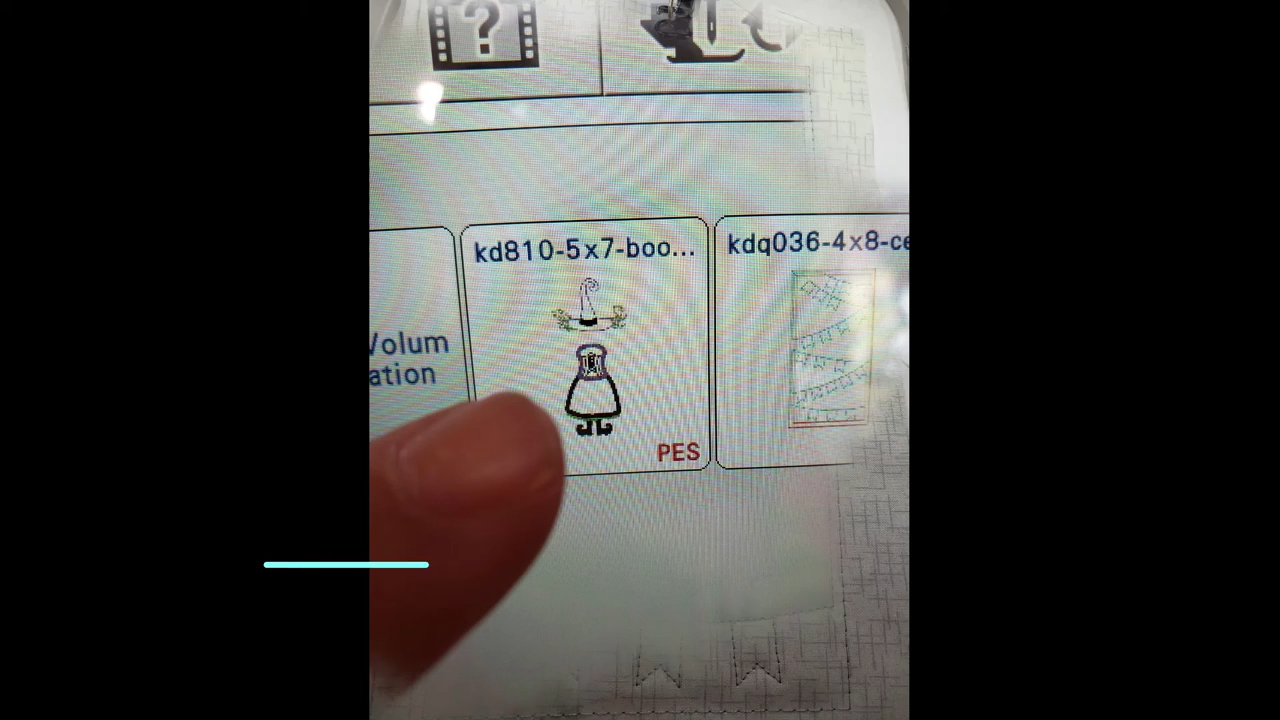 ?
kd810-5x7-boo...
kdq036-4x8-ce
Volum
ation
PES